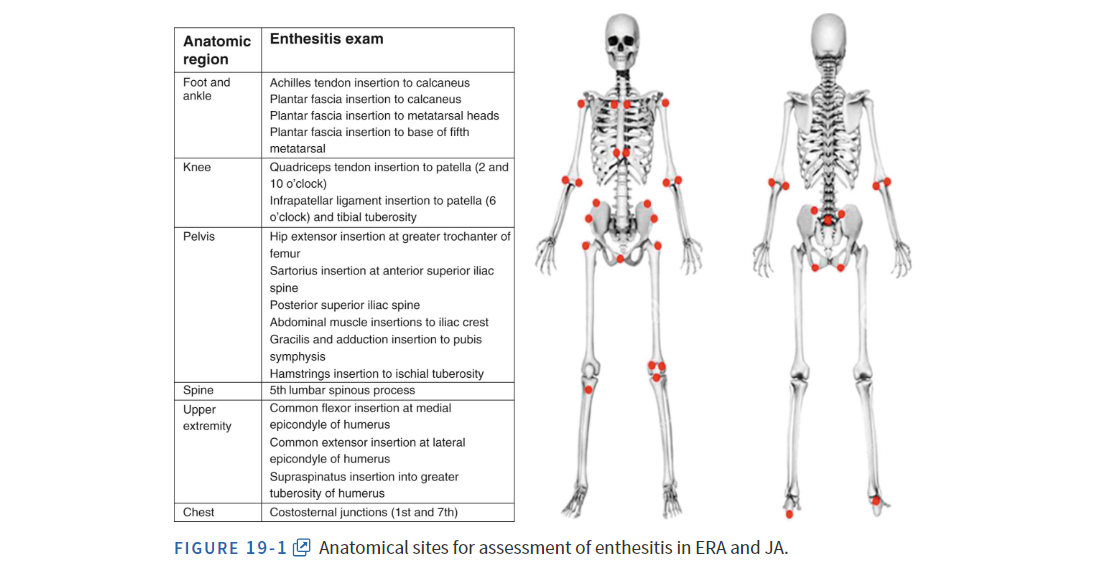 Anatomic region
Enthesitis exam
Foot and ankle
Achilles tendon insertion to calcaneus
Plantar fascia insertion to calcaneus
Plantar fascia insertion to metatarsal heads
Plantar fascia insertion to base of fifth
metatarsal
Knee
Quadriceps tendon insertion to patella (2 and
10 o'clock)
Infrapatellar ligament insertion to patella (6
o'clock) and tibial tuberosity
Pelvis
Hip extensor insertion at greater trochanter of
femur
Sartorius insertion at anterior superior iliac
spine
Posterior superior iliac spine
Abdominal muscle insertions to iliac crest
Gracilis and adduction insertion to pubis
symphysis
Hamstrings insertion to ischial tuberosity
Spine
5th lumbar spinous process
Upper extremity
Common flexor insertion at medial
epicondyle of humerus
Common extensor insertion at lateral
epicondyle of humerus
Supraspinatus insertion into greater
tuberosity of humerus
Chest
Costosternal junctions (1st and 7th)
FIGURE 19-1 Anatomical sites for assessment of enthesitis in ERA and JA.